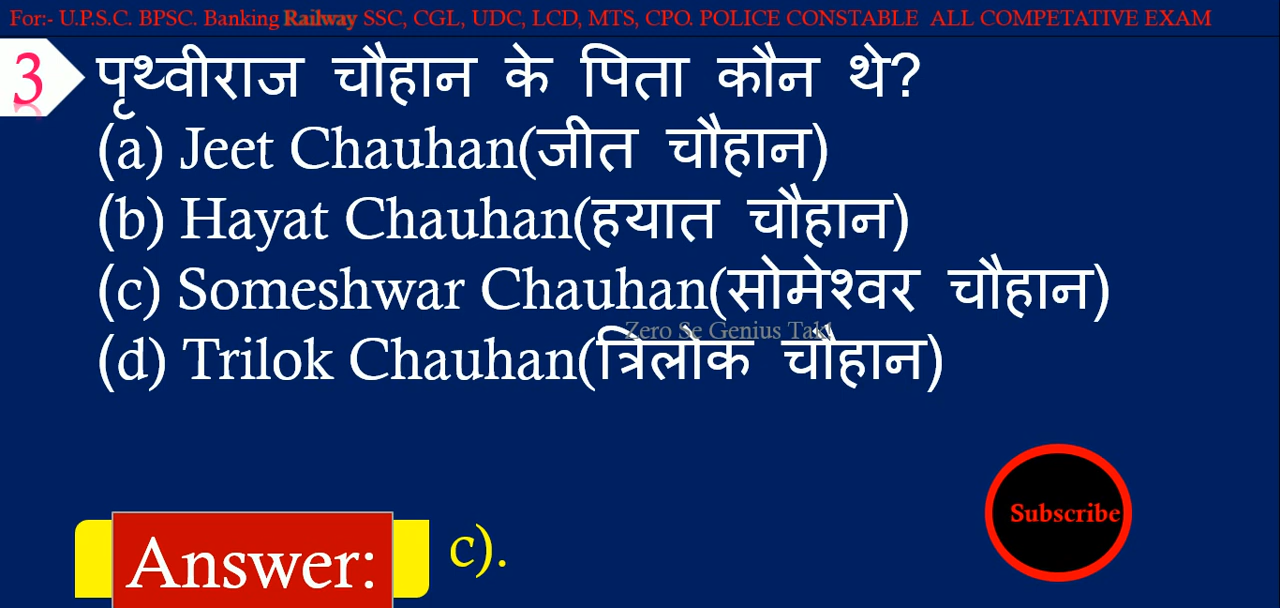 For:- U.P.S.C. BPSC. Banking Railway SSC, CGL, UDC, LCD, MTS, CPO. POLICE CONSTABLE ALL COMPETATIVE EXAM
3 पृथ्वीराज चौहान के पिता कौन थे?
(a) Jeet Chauhan(जीत चौहान)
(b) Hayat Chauhan(हयात चौहान)
(c) Someshwar Chauhan(सोमेश्वर चौहान)
Zero Se Genius Tak!
(d) Trilok Chauhan(त्रिलोक चौहान)
Subscribe
Answer: c).